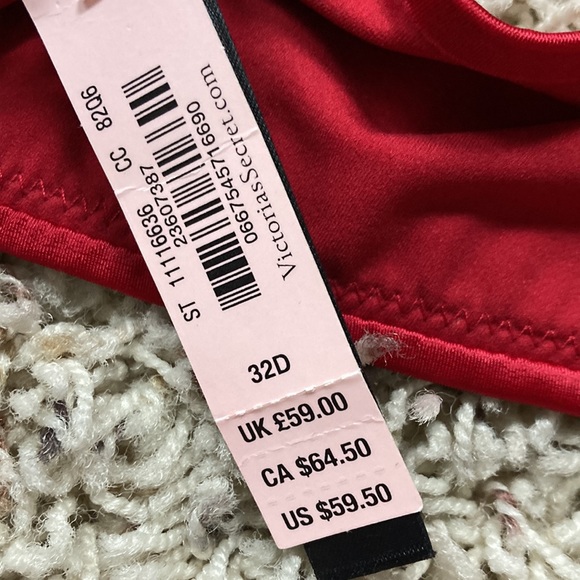 ST 11116636 CC 82Q6
23607387
0667545716690
VictoriasSecret.com
32D
UK £59.00
CA $64.50
US $59.50